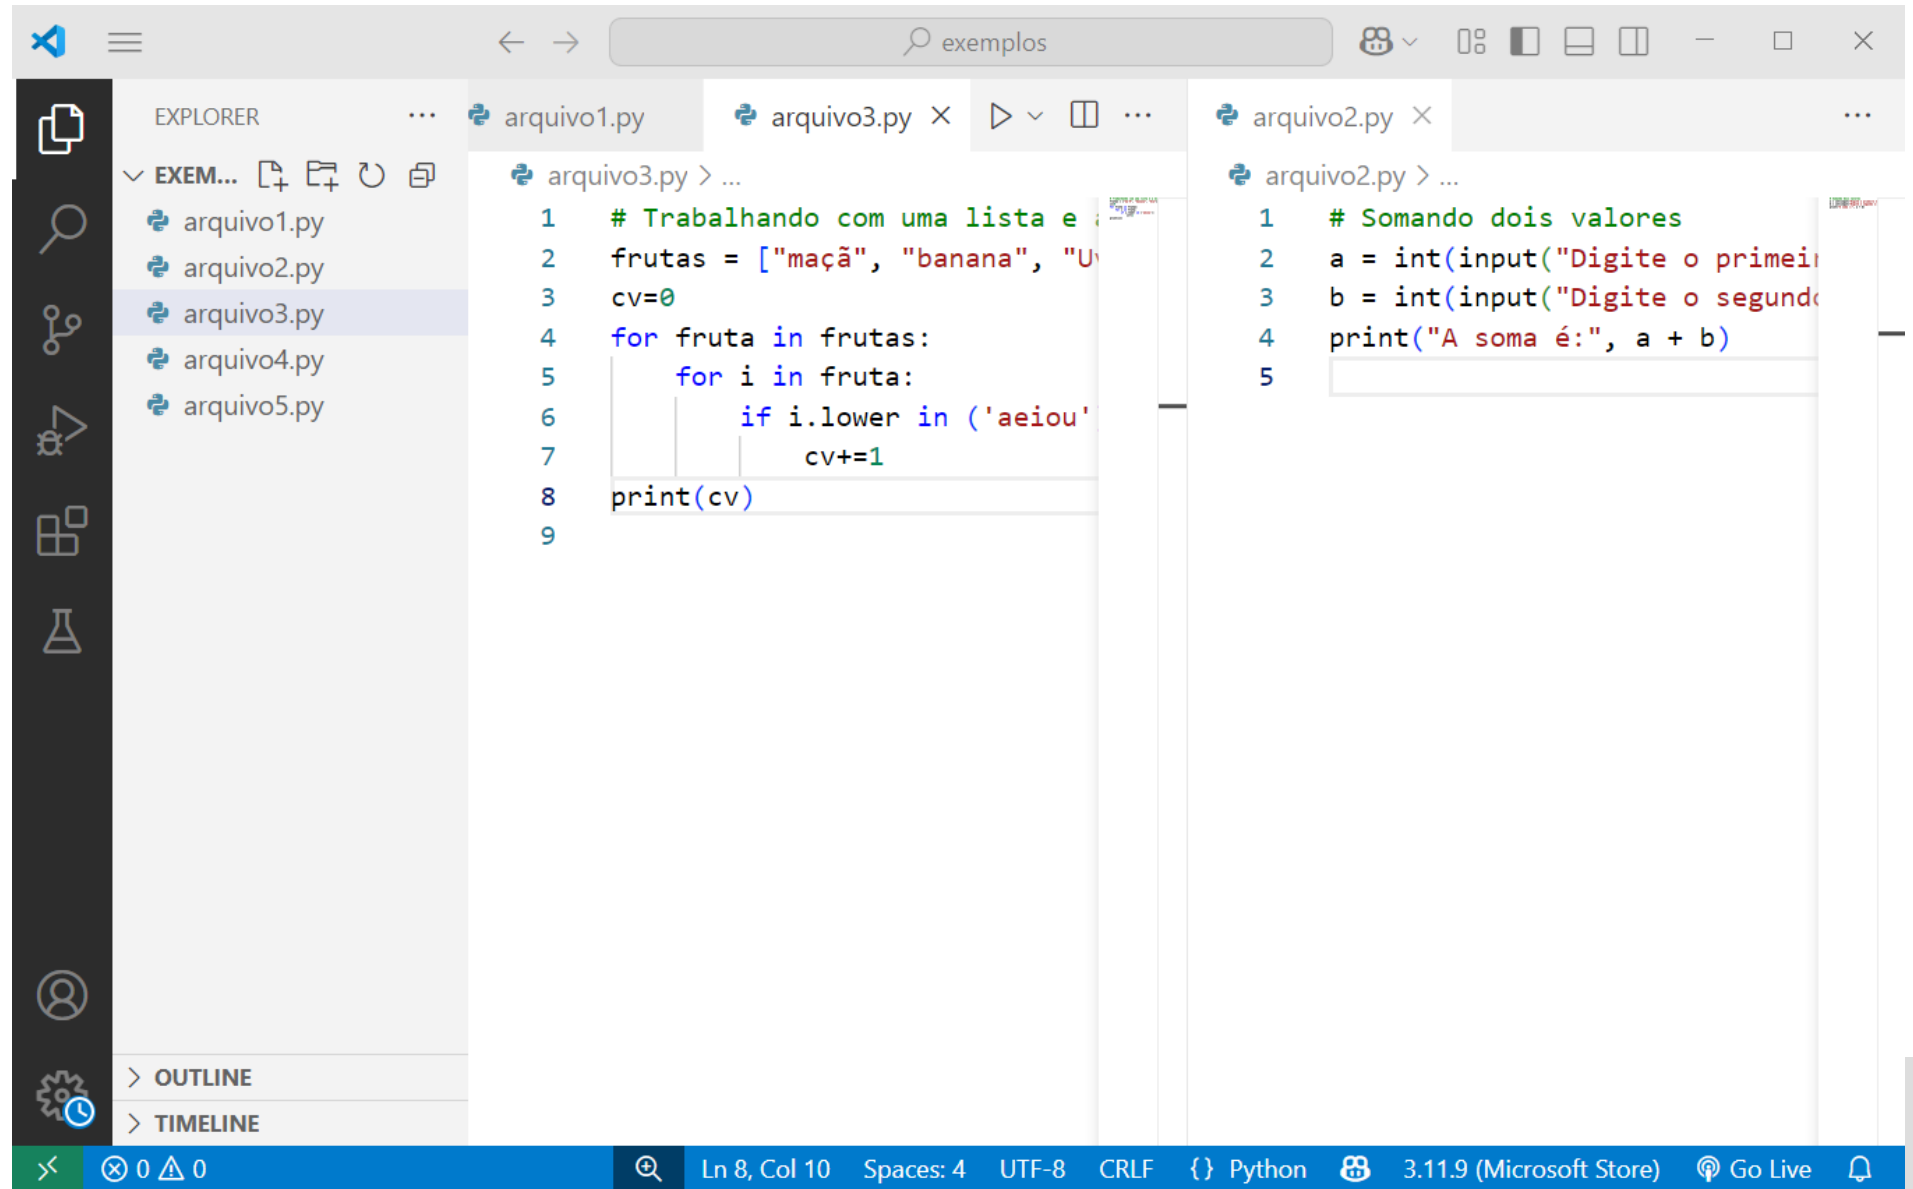 exemplos
EXPLORER
EXEM...
arquivo1.py
arquivo2.py
arquivo3.py
arquivo4.py
arquivo5.py
OUTLINE
TIMELINE
arquivo1.py
arquivo3.py
arquivo3.py > ...
1 # Trabalhando com uma lista e
2 frutas = ["maçã", "banana", "U
3 cv=0
4 for fruta in frutas:
5 for i in fruta:
6 if i.lower in ('aeiou'
7 cv+=1
8 print(cv)
9
arquivo2.py
arquivo2.py > ...
1 # Somando dois valores
2 a = int(input("Digite o primei
3 b = int(input("Digite o segund
4 print("A soma é:", a + b)
5
0 0 Ln 8, Col 10 Spaces: 4 UTF-8 CRLF {} Python 3.11.9 (Microsoft Store) Go Live